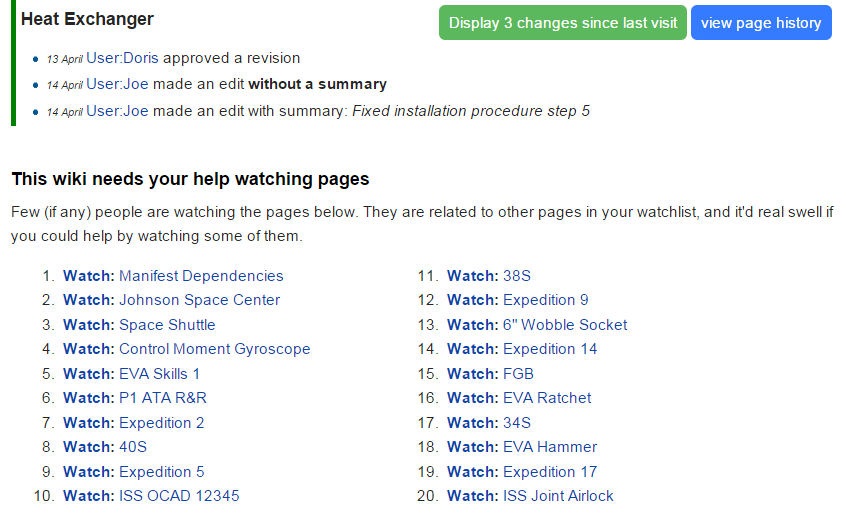 Heat Exchanger
Display 3 changes since last visit
view page history
13 April User:Doris approved a revision
14 April User:Joe made an edit without a summary
14 April User:Joe made an edit with summary: Fixed installation procedure step 5
This wiki needs your help watching pages
Few (if any) people are watching the pages below. They are related to other pages in your watchlist, and it'd real swell if
you could help by watching some of them.
1. Watch: Manifest Dependencies
2. Watch: Johnson Space Center
3. Watch: Space Shuttle
4. Watch: Control Moment Gyroscope
5. Watch: EVA Skills 1
6. Watch: P1 ATA R&R
7. Watch: Expedition 2
8. Watch: 40S
9. Watch: Expedition 5
10. Watch: ISS OCAD 12345
11. Watch: 38S
12. Watch: Expedition 9
13. Watch: 6" Wobble Socket
14. Watch: Expedition 14
15. Watch: FGB
16. Watch: EVA Ratchet
17. Watch: 34S
18. Watch: EVA Hammer
19. Watch: Expedition 17
20. Watch: ISS Joint Airlock